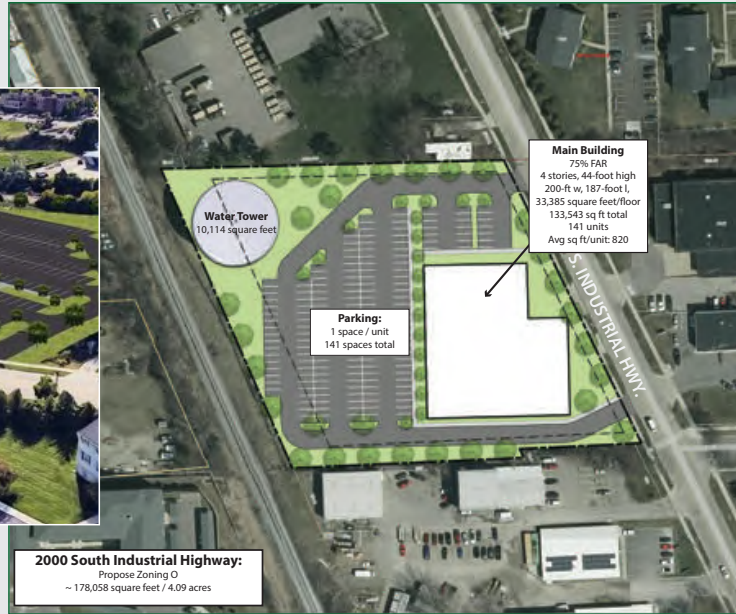 Main Building
75% FAR
4 stories, 44-foot high
200-ft w, 187-foot l,
33,385 square feet/floor
133,543 sq ft total
141 units
Avg sq ft/unit: 820
Water Tower
10,114 square feet
S. INDUSTRIAL HWY.
Parking:
1 space / unit
141 spaces total
2000 South Industrial Highway:
Propose Zoning O
~ 178,058 square feet / 4.09 acres